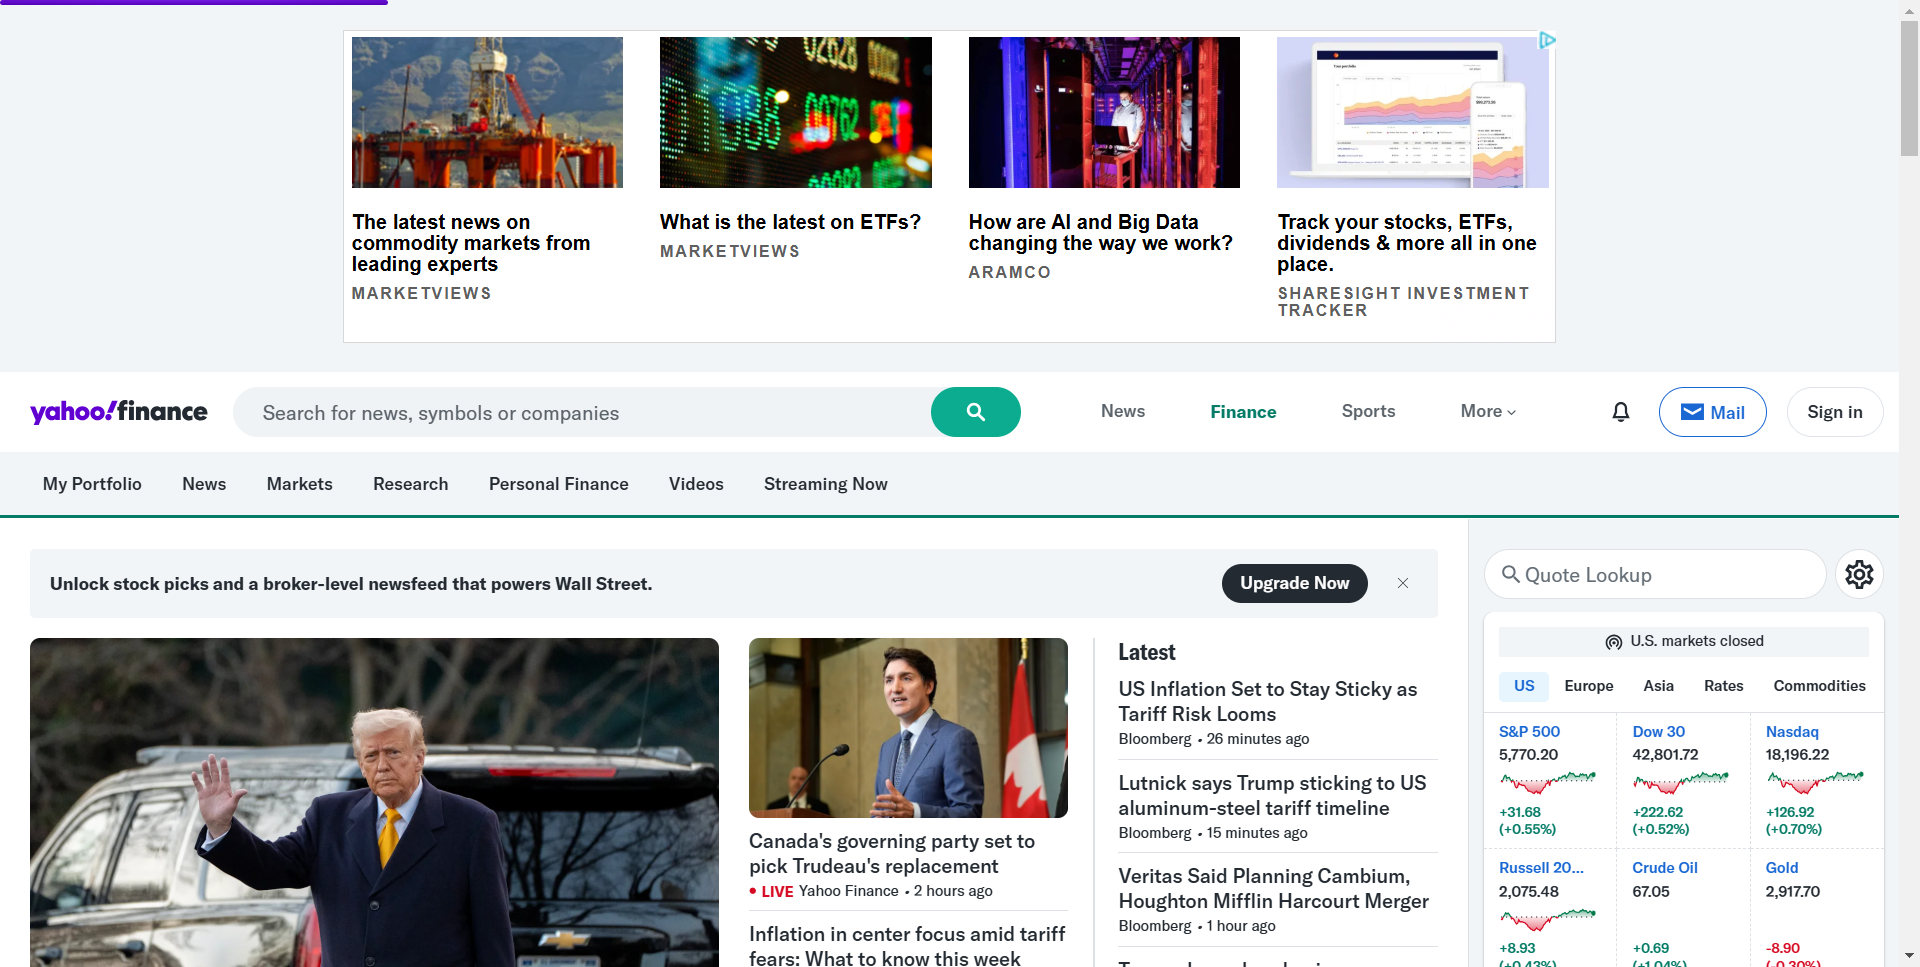 The latest news on
commodity markets from
leading experts
MARKETVIEWS
What is the latest on ETFs?
MARKETVIEWS
How are AI and Big Data
changing the way we work?
ARAMCO
Track your stocks, ETFs,
dividends & more all in one
place.
SHARESIGHT INVESTMENT
TRACKER
yahoo!finance
Search for news, symbols or companies
News
Finance
Sports
More
Mail
Sign in
My Portfolio
News
Markets
Research
Personal Finance
Videos
Streaming Now
Unlock stock picks and a broker-level newsfeed that powers Wall Street.
Upgrade Now
Canada's governing party set to
pick Trudeau's replacement
• LIVE Yahoo Finance • 2 hours ago
Inflation in center focus amid tariff
fears: What to know this week
Latest
US Inflation Set to Stay Sticky as
Tariff Risk Looms
Bloomberg • 26 minutes ago
Lutnick says Trump sticking to US
aluminum-steel tariff timeline
Bloomberg • 15 minutes ago
Veritas Said Planning Cambium,
Houghton Mifflin Harcourt Merger
Bloomberg • 1 hour ago
Quote Lookup
U.S. markets closed
US
Europe
Asia
Rates
Commodities
S&P 500
5,770.20
+31.68
(+0.55%)
Dow 30
42,801.72
+222.62
(+0.52%)
Nasdaq
18,196.22
+126.92
(+0.70%)
Russell 20...
2,075.48
+8.93
(+0.43%)
Crude Oil
67.05
+0.69
(+1.04%)
Gold
2,917.70
-8.90
(-0.30%)